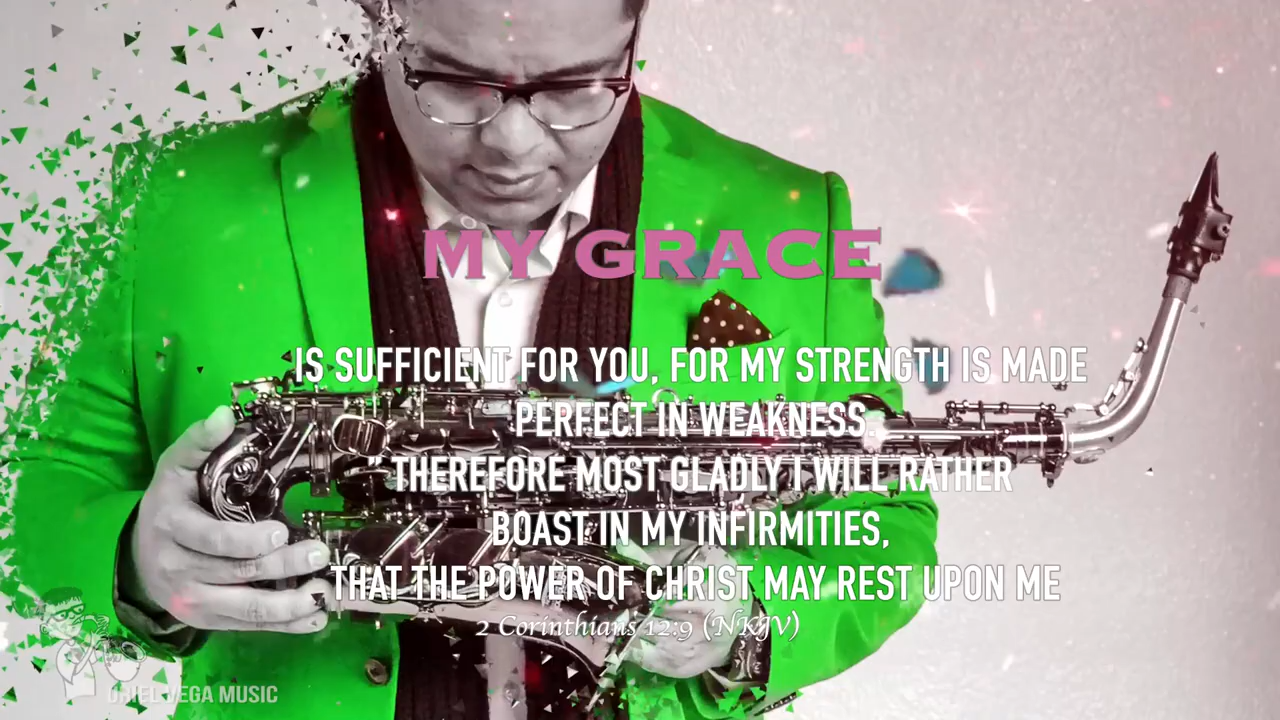 MY GRACE
IS SUFFICIENT FOR YOU, FOR MY STRENGTH IS MADE
PERFECT IN WEAKNESS.
" THEREFORE MOST GLADLY I WILL RATHER
BOAST IN MY INFIRMITIES,
THAT THE POWER OF CHRIST MAY REST UPON ME
2 Corinthians 12:9 (NKJV)
ORIEL VEGA MUSIC